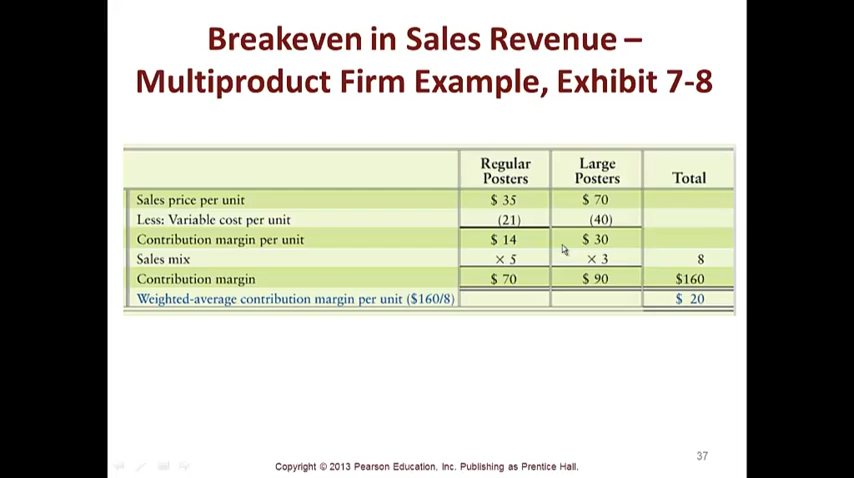 Breakeven in Sales Revenue –
Multiproduct Firm Example, Exhibit 7-8
Regular Posters Large Posters Total
Sales price per unit $ 35 $ 70
Less: Variable cost per unit (21) (40)
Contribution margin per unit $ 14 $ 30
Sales mix × 5 × 3 8
Contribution margin $ 70 $ 90 $160
Weighted-average contribution margin per unit ($160/8) $ 20
37
Copyright © 2013 Pearson Education, Inc. Publishing as Prentice Hall.